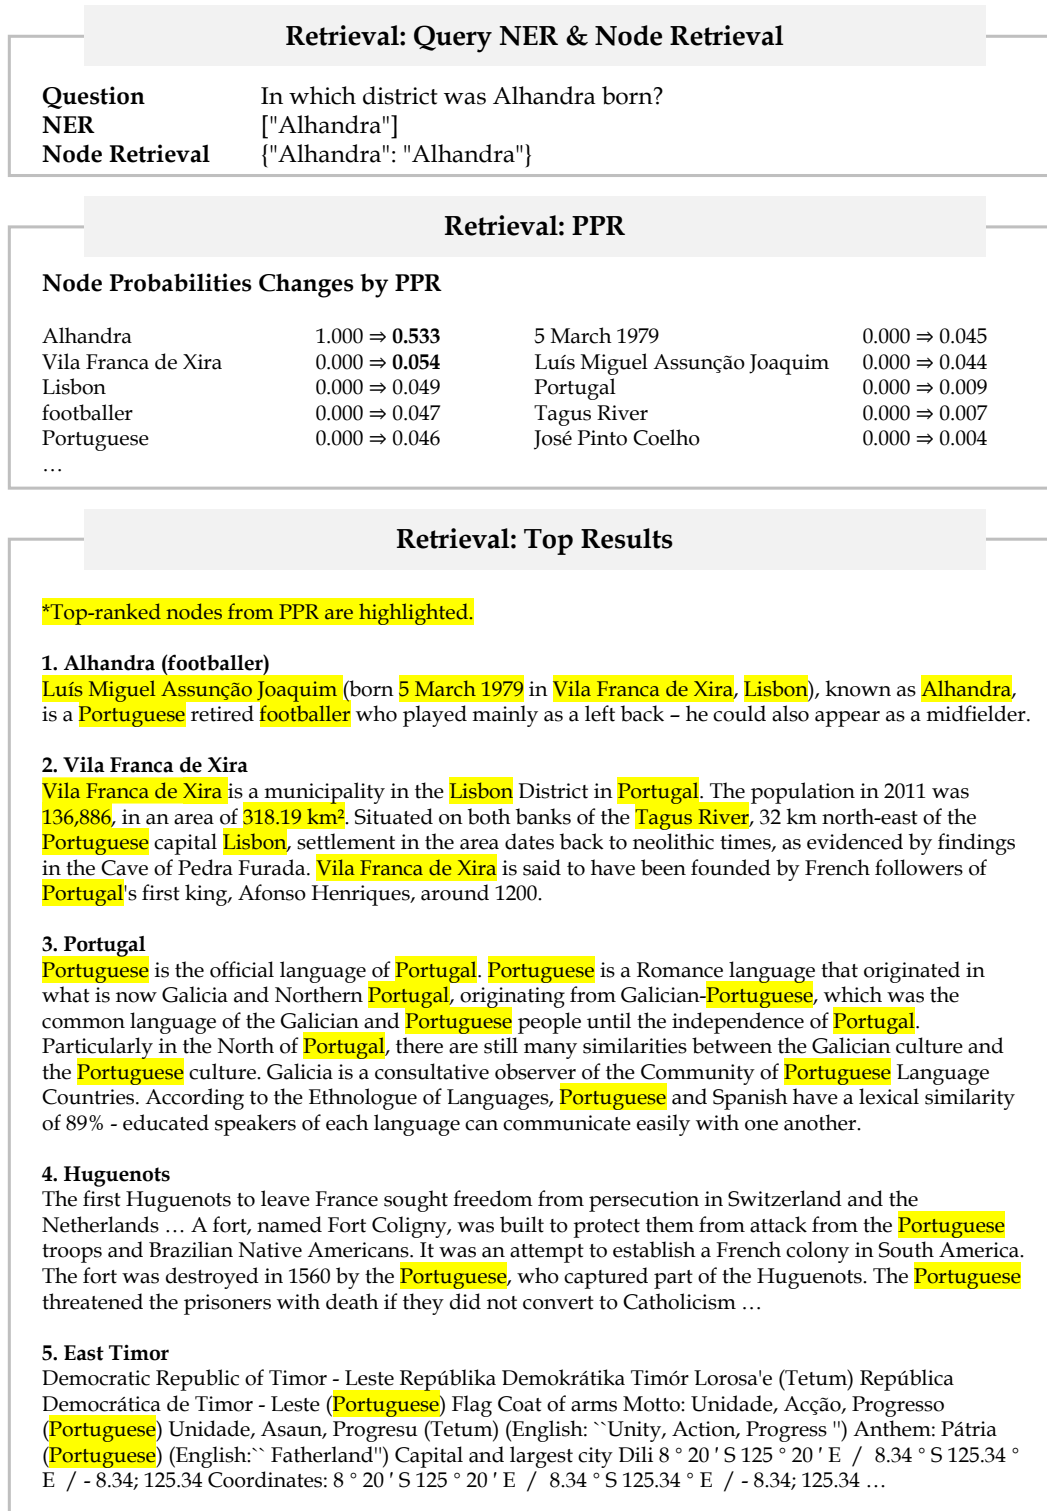 Retrieval: Query NER & Node Retrieval
Question In which district was Alhandra born?
NER ["Alhandra"]
Node Retrieval {"Alhandra": "Alhandra"}
Retrieval: PPR
Node Probabilities Changes by PPR
Alhandra 1.000 ⇒ 0.533 5 March 1979 0.000 ⇒ 0.045
Vila Franca de Xira 0.000 ⇒ 0.054 Luís Miguel Assunção Joaquim 0.000 ⇒ 0.044
Lisbon 0.000 ⇒ 0.049 Portugal 0.000 ⇒ 0.009
footballer 0.000 ⇒ 0.047 Tagus River 0.000 ⇒ 0.007
Portuguese 0.000 ⇒ 0.046 José Pinto Coelho 0.000 ⇒ 0.004
…
Retrieval: Top Results
*Top-ranked nodes from PPR are highlighted.
1. Alhandra (footballer)
Luís Miguel Assunção Joaquim (born 5 March 1979 in Vila Franca de Xira, Lisbon), known as Alhandra,
is a Portuguese retired footballer who played mainly as a left back – he could also appear as a midfielder.
2. Vila Franca de Xira
Vila Franca de Xira is a municipality in the Lisbon District in Portugal. The population in 2011 was
136,886, in an area of 318.19 km². Situated on both banks of the Tagus River, 32 km north-east of the
Portuguese capital Lisbon, settlement in the area dates back to neolithic times, as evidenced by findings
in the Cave of Pedra Furada. Vila Franca de Xira is said to have been founded by French followers of
Portugal's first king, Afonso Henriques, around 1200.
3. Portugal
Portuguese is the official language of Portugal. Portuguese is a Romance language that originated in
what is now Galicia and Northern Portugal, originating from Galician-Portuguese, which was the
common language of the Galician and Portuguese people until the independence of Portugal.
Particularly in the North of Portugal, there are still many similarities between the Galician culture and
the Portuguese culture. Galicia is a consultative observer of the Community of Portuguese Language
Countries. According to the Ethnologue of Languages, Portuguese and Spanish have a lexical similarity
of 89% - educated speakers of each language can communicate easily with one another.
4. Huguenots
The first Huguenots to leave France sought freedom from persecution in Switzerland and the
Netherlands … A fort, named Fort Coligny, was built to protect them from attack from the Portuguese
troops and Brazilian Native Americans. It was an attempt to establish a French colony in South America.
The fort was destroyed in 1560 by the Portuguese, who captured part of the Huguenots. The Portuguese
threatened the prisoners with death if they did not convert to Catholicism …
5. East Timor
Democratic Republic of Timor - Leste Repúblika Demokrátika Timór Lorosa'e (Tetum) República
Democrática de Timor - Leste (Portuguese) Flag Coat of arms Motto: Unidade, Acção, Progresso
(Portuguese) Unidade, Asaun, Progresu (Tetum) (English: ``Unity, Action, Progress '') Anthem: Pátria
(Portuguese) (English:`` Fatherland'') Capital and largest city Dili 8 ° 20 ′ S 125 ° 20 ′ E / 8.34 ° S 125.34 °
E / - 8.34; 125.34 Coordinates: 8 ° 20 ′ S 125 ° 20 ′ E / 8.34 ° S 125.34 ° E / - 8.34; 125.34 …